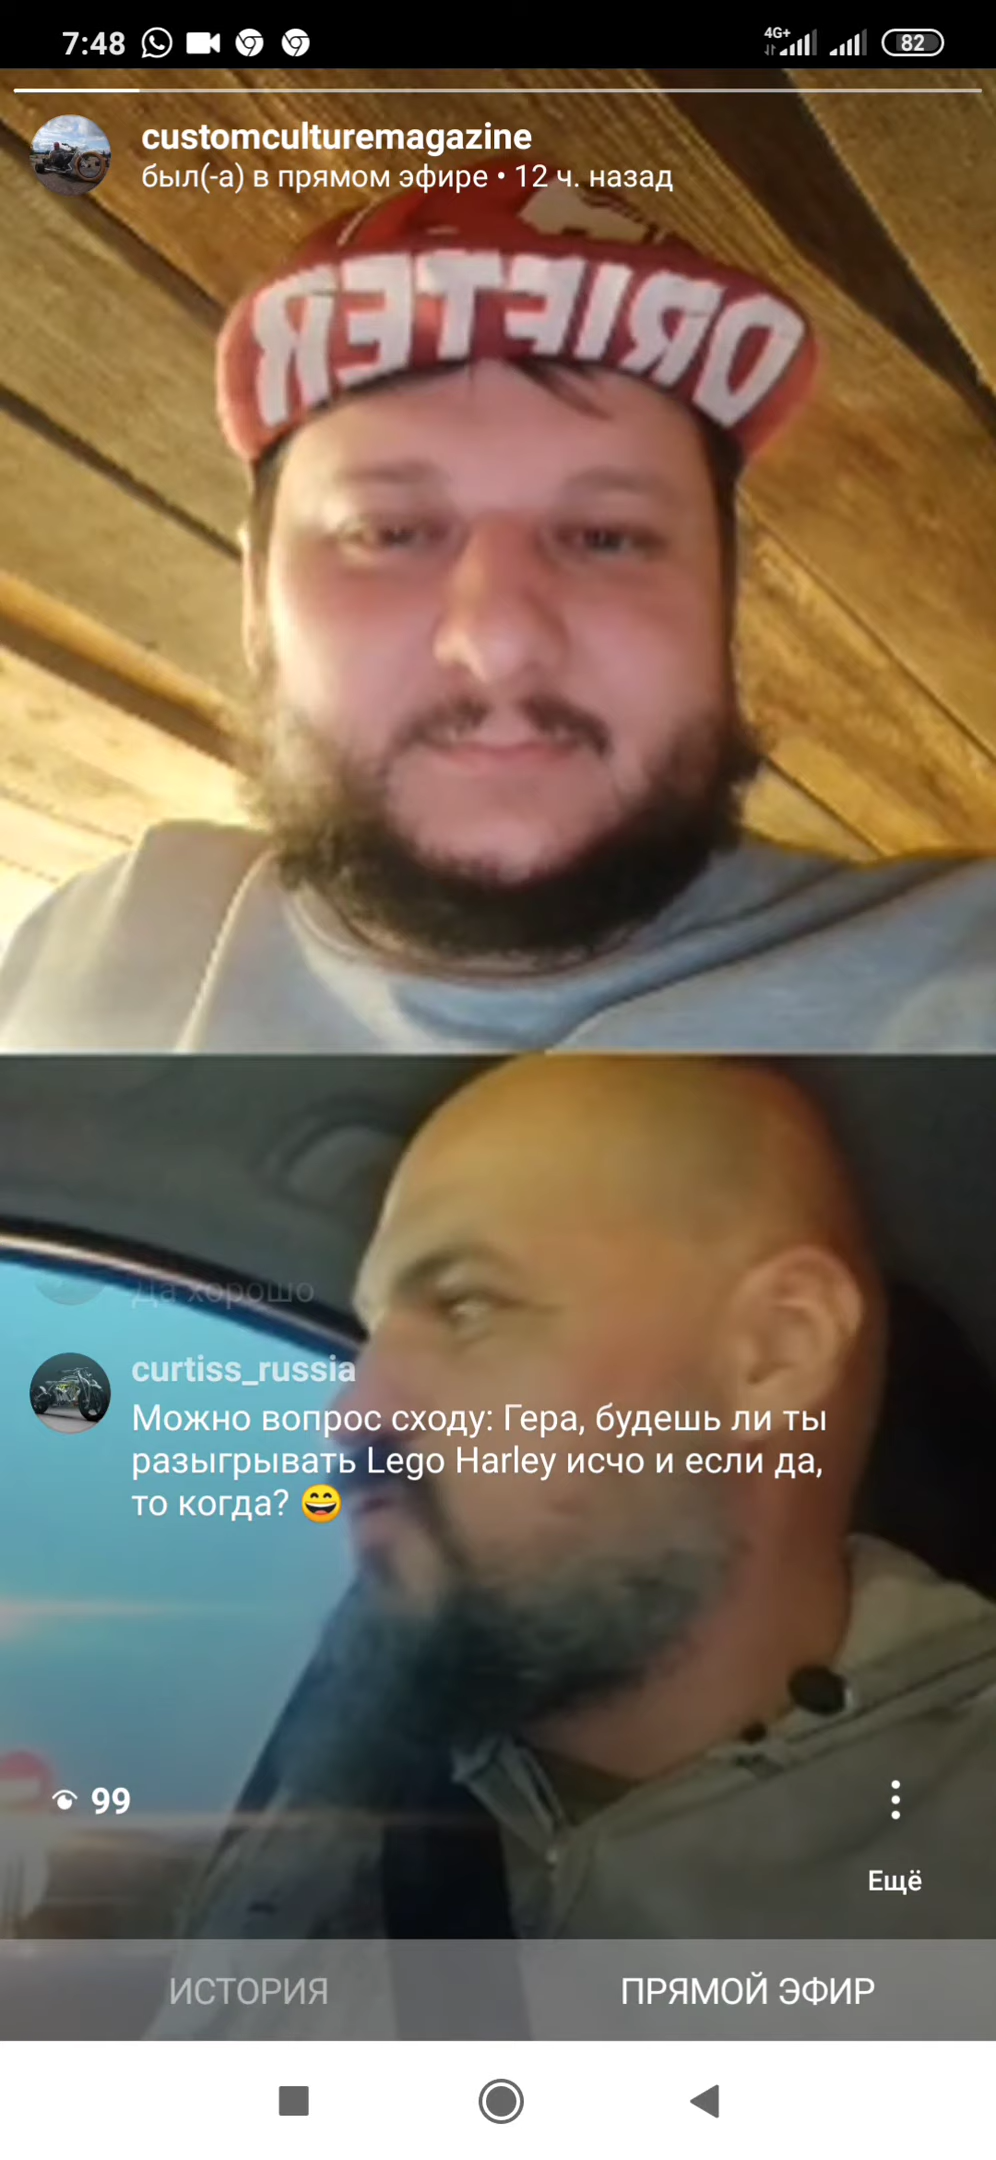 7:48
4G+
82
customculturemagazine
был(-а) в прямом эфире • 12 ч. назад
DRIFTER
Да хорошо
curtiss_russia
Можно вопрос сходу: Гера, будешь ли ты
разыгрывать Lego Harley исчо и если да,
то когда? 😄
99
Ещё
ИСТОРИЯ
ПРЯМОЙ ЭФИР